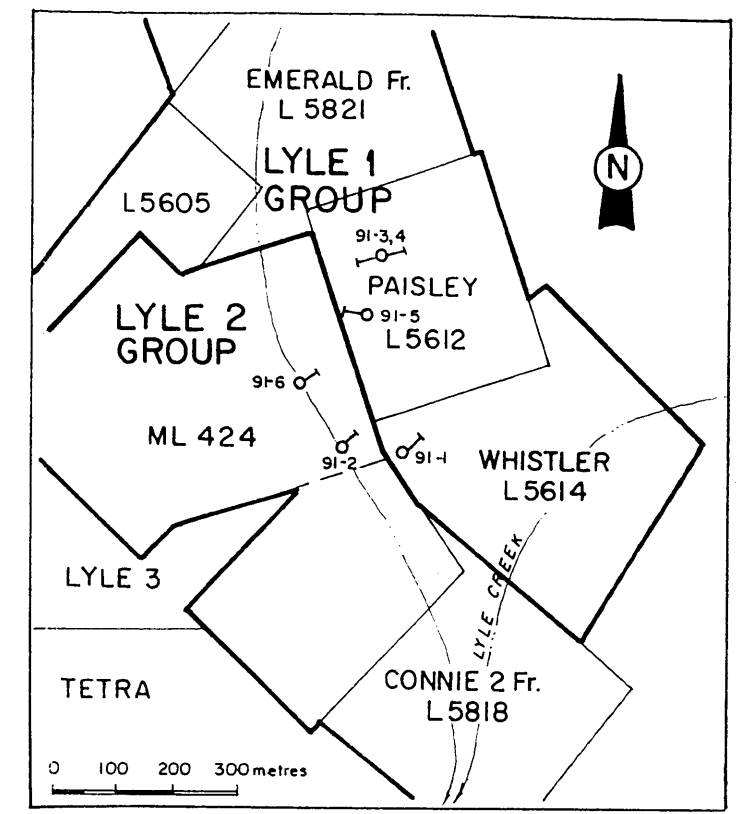 EMERALD Fr.
L 5821
LYLE 1
GROUP
N
L5605
91-3,4
PAISLEY
91-5
L5612
LYLE 2
GROUP
91-6
ML 424
91-2
91-1
WHISTLER
L5614
LYLE CREEK
LYLE 3
TETRA
CONNIE 2 Fr.
L5818
0 100 200 300 metres